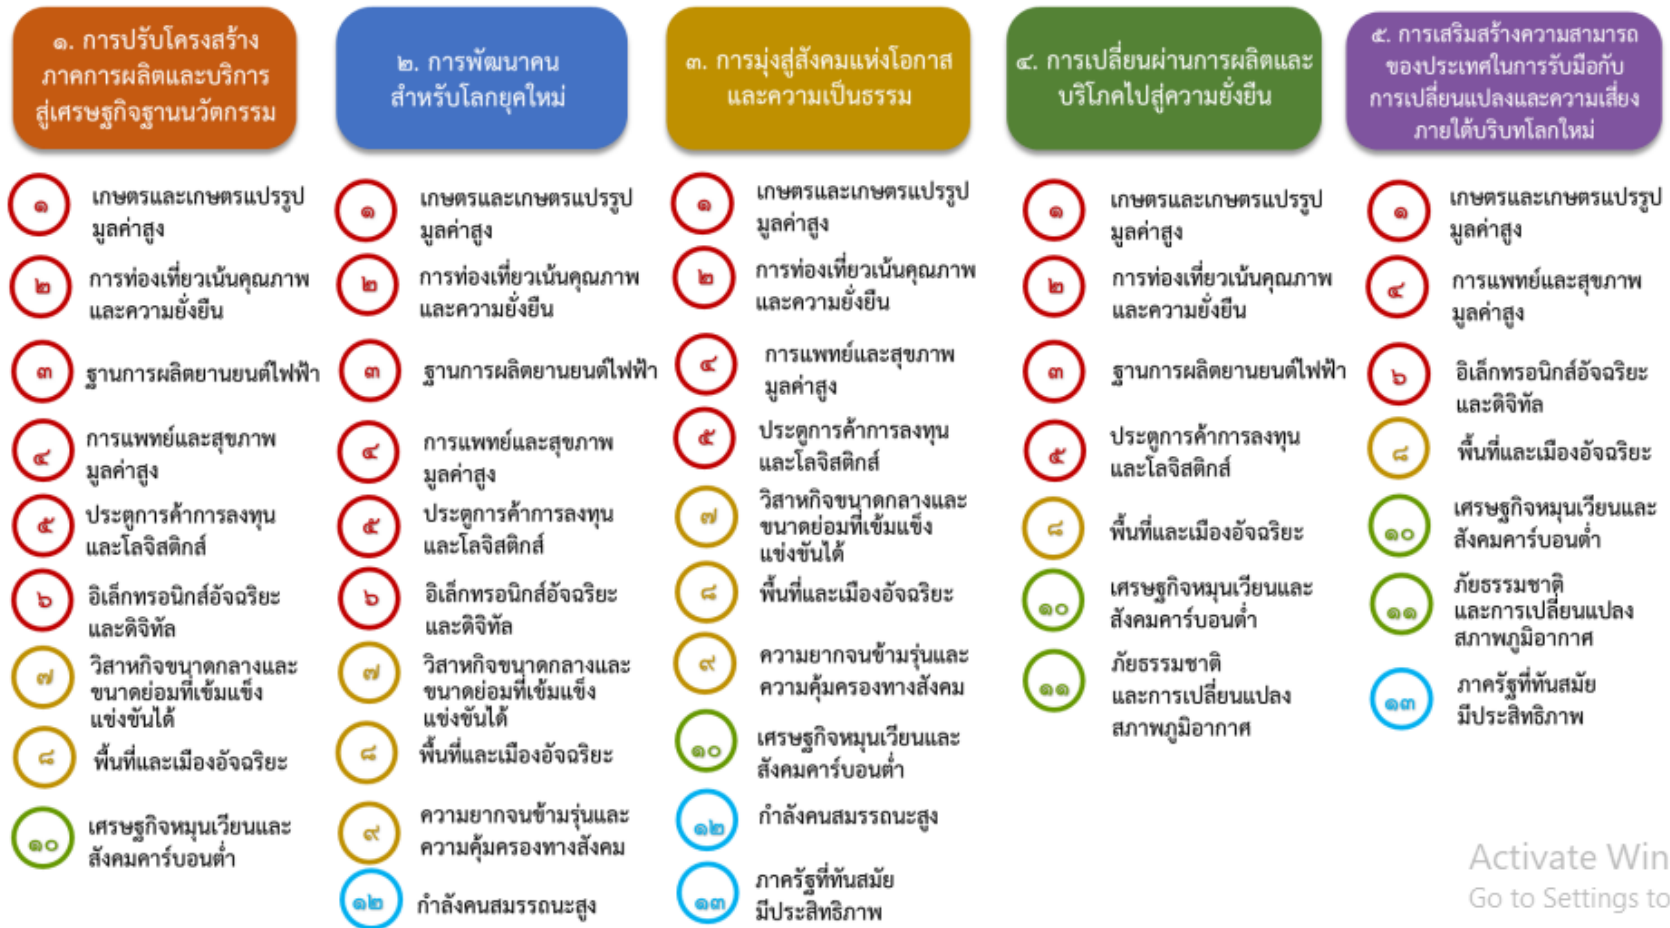 ๑. การปรับโครงสร้าง
ภาคการผลิตและบริการ
สู่เศรษฐกิจฐานนวัตกรรม
๑
เกษตรและเกษตรแปรรูป
มูลค่าสูง
๒
การท่องเที่ยวเน้นคุณภาพ
และความยั่งยืน
๓
ฐานการผลิตยานยนต์ไฟฟ้า
๔
การแพทย์และสุขภาพ
มูลค่าสูง
๕
ประตูการค้าการลงทุน
และโลจิสติกส์
๖
อิเล็กทรอนิกส์อัจฉริยะ
และดิจิทัล
๗
วิสาหกิจขนาดกลางและ
ขนาดย่อมที่เข้มแข็ง
แข่งขันได้
๘
พื้นที่และเมืองอัจฉริยะ
๑๐
เศรษฐกิจหมุนเวียนและ
สังคมคาร์บอนต่ำ
๒. การพัฒนาคน
สำหรับโลกยุคใหม่
๑
เกษตรและเกษตรแปรรูป
มูลค่าสูง
๒
การท่องเที่ยวเน้นคุณภาพ
และความยั่งยืน
๓
ฐานการผลิตยานยนต์ไฟฟ้า
๔
การแพทย์และสุขภาพ
มูลค่าสูง
๕
ประตูการค้าการลงทุน
และโลจิสติกส์
๖
อิเล็กทรอนิกส์อัจฉริยะ
และดิจิทัล
๗
วิสาหกิจขนาดกลางและ
ขนาดย่อมที่เข้มแข็ง
แข่งขันได้
๘
พื้นที่และเมืองอัจฉริยะ
๙
ความยากจนข้ามรุ่นและ
ความคุ้มครองทางสังคม
๑๒
กำลังคนสมรรถนะสูง
๓. การมุ่งสู่สังคมแห่งโอกาส
และความเป็นธรรม
๑
เกษตรและเกษตรแปรรูป
มูลค่าสูง
๒
การท่องเที่ยวเน้นคุณภาพ
และความยั่งยืน
๔
การแพทย์และสุขภาพ
มูลค่าสูง
๕
ประตูการค้าการลงทุน
และโลจิสติกส์
๗
วิสาหกิจขนาดกลางและ
ขนาดย่อมที่เข้มแข็ง
แข่งขันได้
๘
พื้นที่และเมืองอัจฉริยะ
๙
ความยากจนข้ามรุ่นและ
ความคุ้มครองทางสังคม
๑๐
เศรษฐกิจหมุนเวียนและ
สังคมคาร์บอนต่ำ
๑๒
กำลังคนสมรรถนะสูง
๑๓
ภาครัฐที่ทันสมัย
มีประสิทธิภาพ
๔. การเปลี่ยนผ่านการผลิตและ
บริโภคไปสู่ความยั่งยืน
๑
เกษตรและเกษตรแปรรูป
มูลค่าสูง
๒
การท่องเที่ยวเน้นคุณภาพ
และความยั่งยืน
๓
ฐานการผลิตยานยนต์ไฟฟ้า
๕
ประตูการค้าการลงทุน
และโลจิสติกส์
๘
พื้นที่และเมืองอัจฉริยะ
๑๐
เศรษฐกิจหมุนเวียนและ
สังคมคาร์บอนต่ำ
๑๑
ภัยธรรมชาติ
และการเปลี่ยนแปลง
สภาพภูมิอากาศ
๕. การเสริมสร้างความสามารถ
ของประเทศในการรับมือกับ
การเปลี่ยนแปลงและความเสี่ยง
ภายใต้บริบทโลกใหม่
๑
เกษตรและเกษตรแปรรูป
มูลค่าสูง
๔
การแพทย์และสุขภาพ
มูลค่าสูง
๖
อิเล็กทรอนิกส์อัจฉริยะ
และดิจิทัล
๘
พื้นที่และเมืองอัจฉริยะ
๑๐
เศรษฐกิจหมุนเวียนและ
สังคมคาร์บอนต่ำ
๑๑
ภัยธรรมชาติ
และการเปลี่ยนแปลง
สภาพภูมิอากาศ
๑๓
ภาครัฐที่ทันสมัย
มีประสิทธิภาพ
Activate Win
Go to Settings to